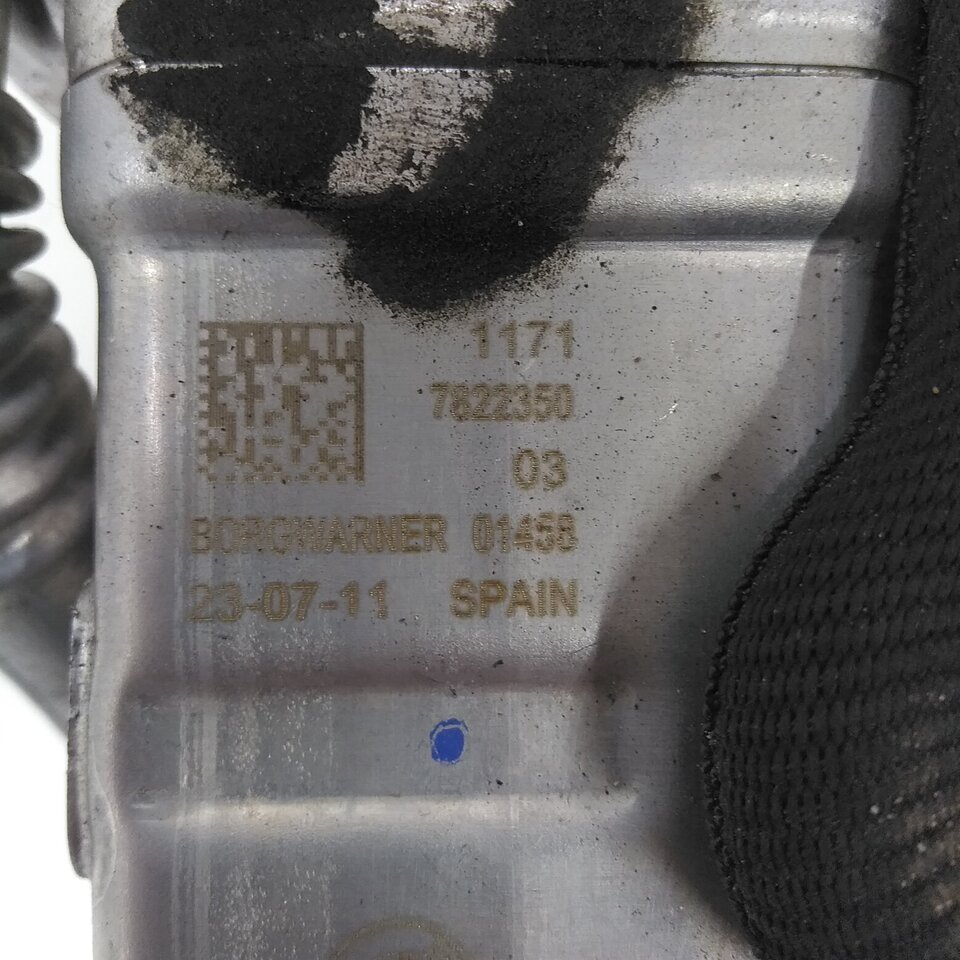 1171
7822350
03
BORGWARNER 01458
23-07-11 SPAIN